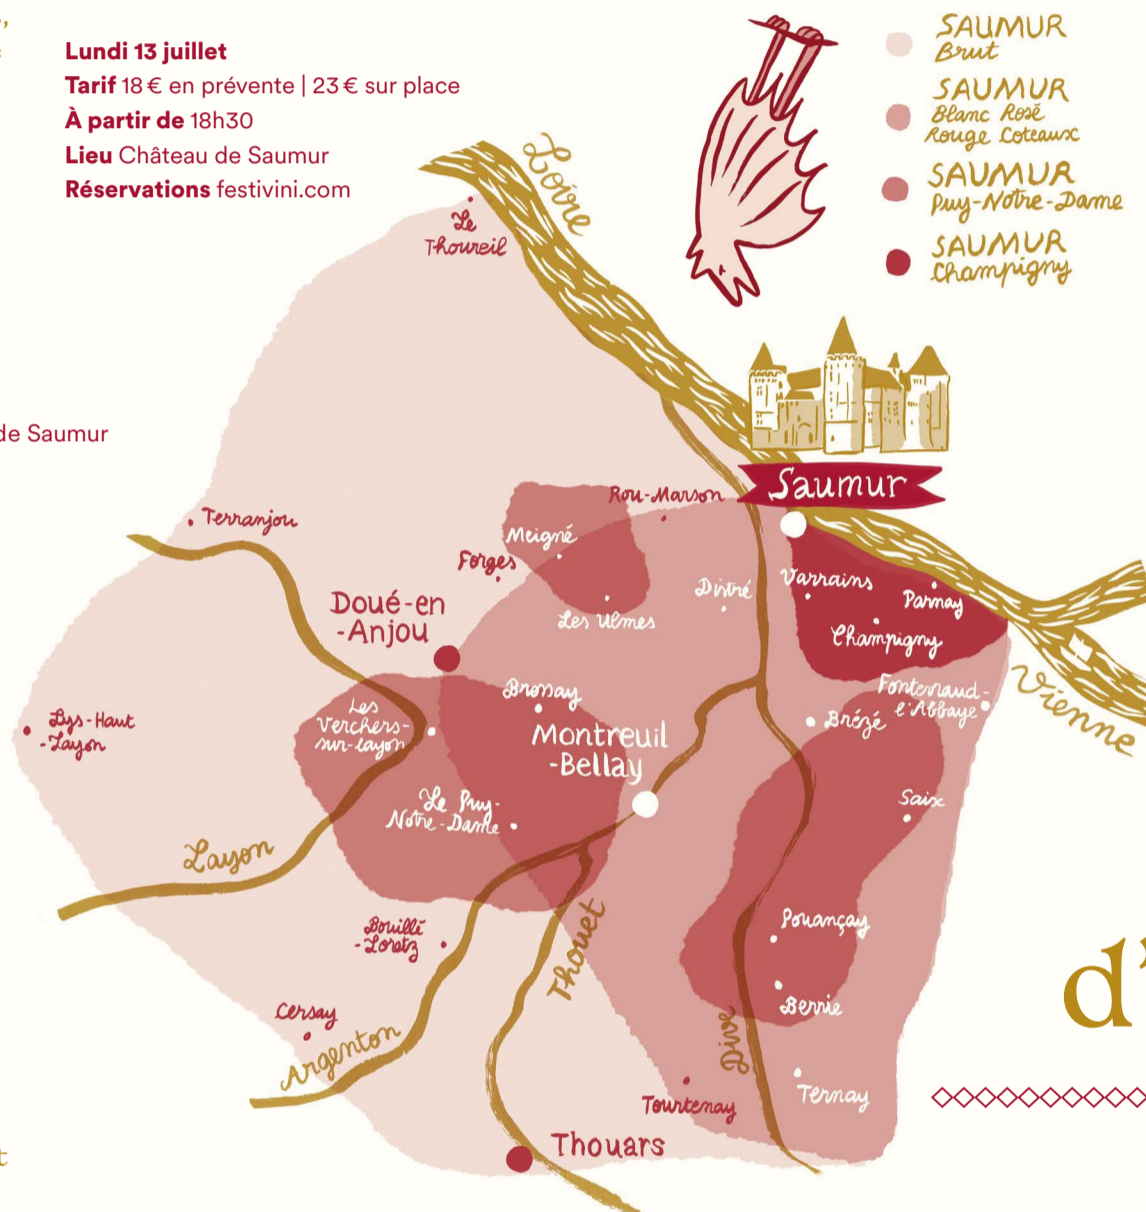 Lundi 13 juillet
Tarif 18 € en prévente | 23 € sur place
À partir de 18h30
Lieu Château de Saumur
Réservations festivini.com
de Saumur
SAUMUR
Brut
SAUMUR
Blanc Rosé
Rouge Coteaux
SAUMUR
Puy-Notre-Dame
SAUMUR
Champigny
Loire
Le
Thoureil
Saumur
Terranjou
Rou-Marson
Meigné
Forges
Les Ulmes
Distré
Varrains
Parnay
Champigny
Doué-en
-Anjou
Vienne
Fontevraud-
l'Abbaye
Brézé
Brossay
Les
Verchers-
sur-Layon
Lys-Haut
-Layon
Montreuil
-Bellay
Le Puy-
Notre-Dame
Saix
Layon
Bouillé
-Loretz
Thouet
Pouançay
Berrie
Cersay
Argenton
Dive
Tourtenay
Ternay
Thouars
d'
t